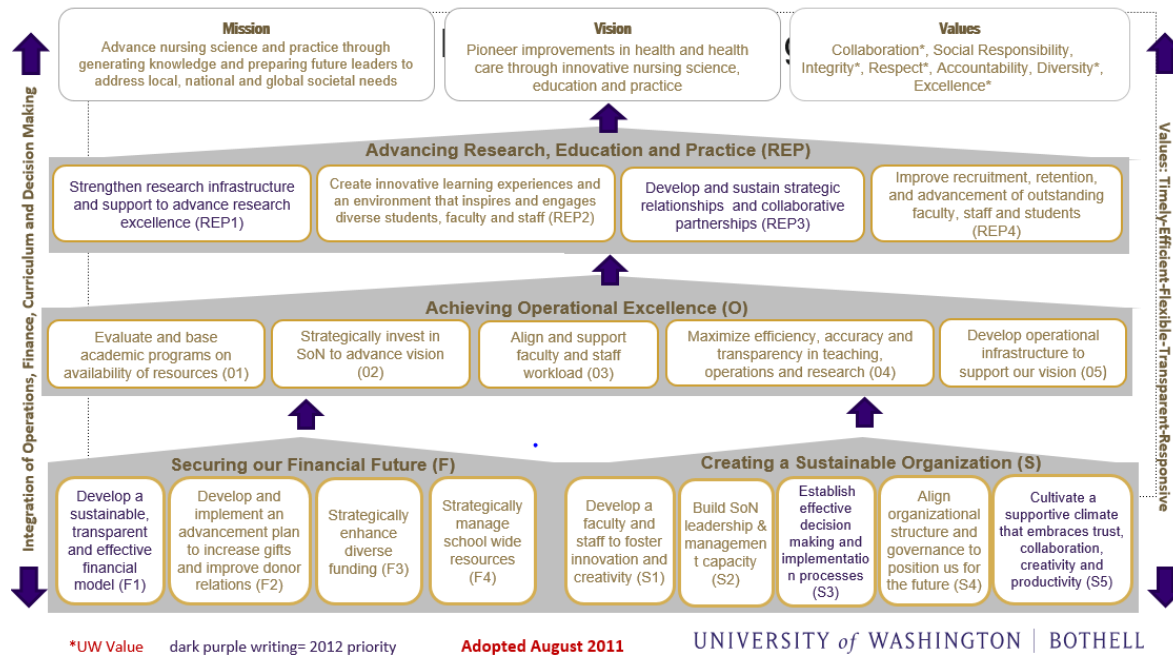 Mission
Advance nursing science and practice through
generating knowledge and preparing future leaders to
address local, national and global societal needs
Vision
Pioneer improvements in health and health
care through innovative nursing science,
education and practice
Values
Collaboration*, Social Responsibility,
Integrity*, Respect*, Accountability, Diversity*,
Excellence*
Integration of Operations, Finance, Curriculum and Decision Making
Values: Timely-Efficient-Flexible-Transparent-Responsive
Advancing Research, Education and Practice (REP)
Strengthen research infrastructure
and support to advance research
excellence (REP1)
Create innovative learning experiences and
an environment that inspires and engages
diverse students, faculty and staff (REP2)
Develop and sustain strategic
relationships and collaborative
partnerships (REP3)
Improve recruitment, retention,
and advancement of outstanding
faculty, staff and students
(REP4)
Achieving Operational Excellence (O)
Evaluate and base
academic programs on
availability of resources (01)
Strategically invest in
SoN to advance vision
(02)
Align and support
faculty and staff
workload (03)
Maximize efficiency, accuracy and
transparency in teaching,
operations and research (04)
Develop operational
infrastructure to
support our vision (05)
Securing our Financial Future (F)
Develop a
sustainable,
transparent
and effective
financial
model (F1)
Develop and
implement an
advancement plan
to increase gifts
and improve donor
relations (F2)
Strategically
enhance
diverse
funding (F3)
Strategically
manage
school wide
resources
(F4)
Creating a Sustainable Organization (S)
Develop a
faculty and
staff to foster
innovation and
creativity (S1)
Build SoN
leadership &
managemen
t capacity
(S2)
Establish
effective
decision
making and
implementatio
n processes
(S3)
Align
organizational
structure and
governance to
position us for
the future (S4)
Cultivate a
supportive climate
that embraces trust,
collaboration,
creativity and
productivity (S5)
*UW Value
dark purple writing= 2012 priority
Adopted August 2011
UNIVERSITY of WASHINGTON | BOTHELL